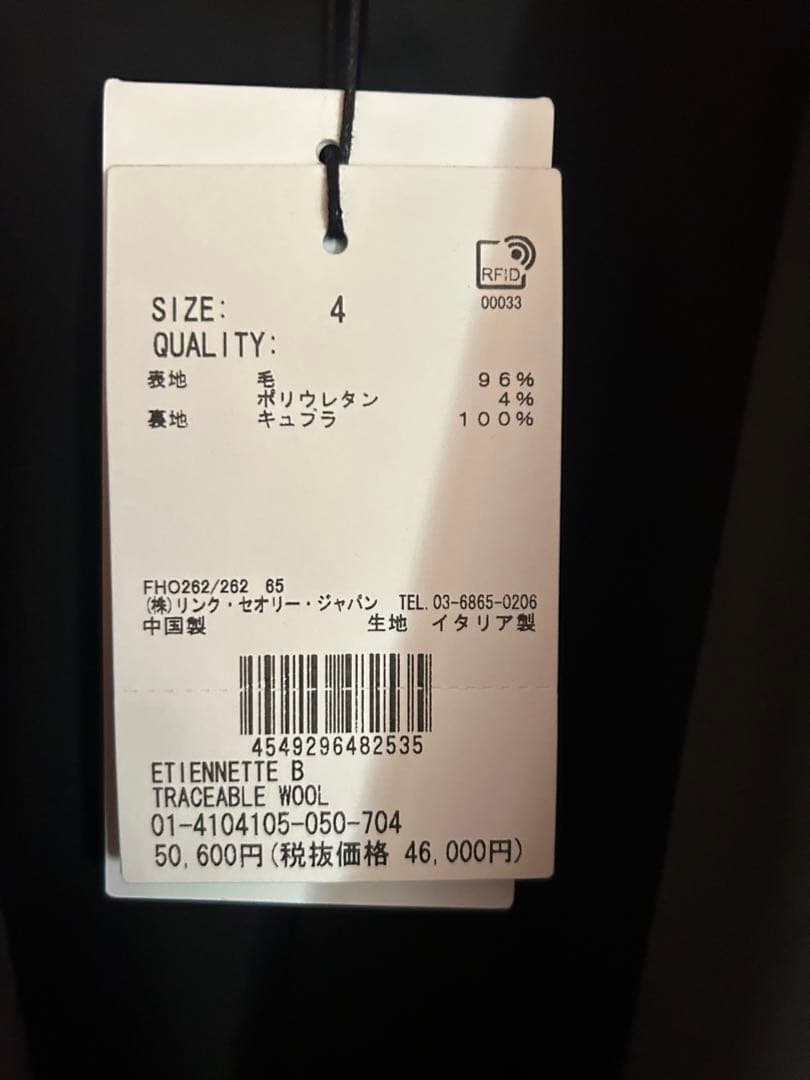 RFID
00033
SIZE: 4
QUALITY:
表地 毛 96%
ポリウレタン 4%
裏地 キュプラ 100%
FHO262/262 65
(株)リンク・セオリー・ジャパン TEL.03-6865-0206
中国製 生地 イタリア製
4549296482535
ETIENNETTE B
TRACEABLE WOOL
01-4104105-050-704
50,600円(税抜価格 46,000円)